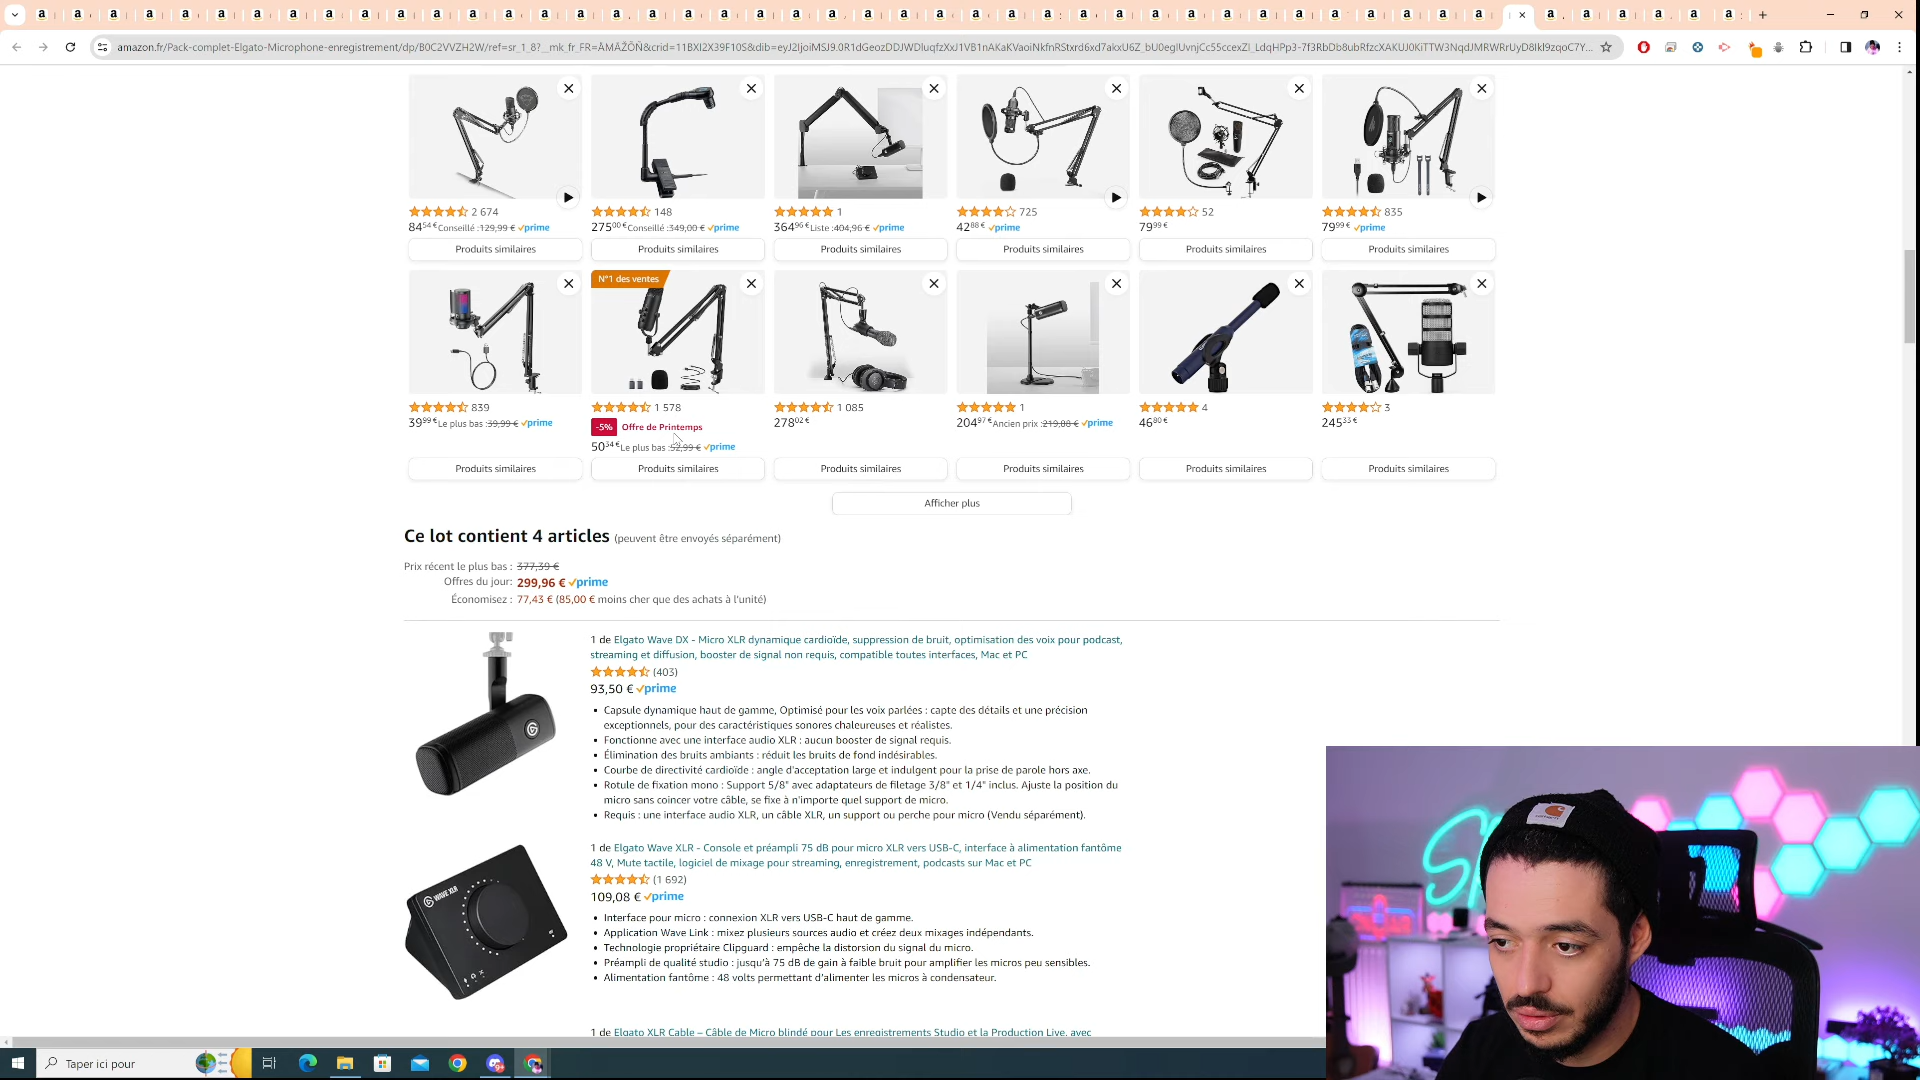 amazon.fr/Pack-complet-Elgato-Microphone-enregistrement/dp/B0C2VVZH2W/ref=sr_1_8?__mk_fr_FR=ÅMÅŽÕÑ&crid=11BXI2X39F10S&dib=
2 674
148
1
725
52
835
84,54€ Conseillé :129,99 € prime
275,00€ Conseillé :349,00 € prime
364,96€ Liste :404,96 € prime
42,88€ prime
79,99€
79,99€ prime
Produits similaires
Produits similaires
Produits similaires
Produits similaires
Produits similaires
Produits similaires
N°1 des ventes
839
1 578
1 085
1
4
3
39,99€ Le plus bas :39,99 € prime
-5% Offre de Printemps
50,34€ Le plus bas :52,99 € prime
278,02€
204,97€ Ancien prix :219,88 € prime
46,80€
245,33€
Produits similaires
Produits similaires
Produits similaires
Produits similaires
Produits similaires
Produits similaires
Afficher plus
Ce lot contient 4 articles (peuvent être envoyés séparément)
Prix récent le plus bas : 377,39 €
Offres du jour: 299,96 € prime
Économisez : 77,43 € (85,00 € moins cher que des achats à l'unité)
1 de Elgato Wave DX - Micro XLR dynamique cardioïde, suppression de bruit, optimisation des voix pour podcast,
streaming et diffusion, booster de signal non requis, compatible toutes interfaces, Mac et PC
(403)
93,50 € prime
• Capsule dynamique haut de gamme, Optimisé pour les voix parlées : capte des détails et une précision
exceptionnels, pour des caractéristiques sonores chaleureuses et réalistes.
• Fonctionne avec une interface audio XLR : aucun booster de signal requis.
• Élimination des bruits ambiants : réduit les bruits de fond indésirables.
• Courbe de directivité cardioïde : angle d'acceptation large et indulgent pour la prise de parole hors axe.
• Rotule de fixation mono : Support 5/8" avec adaptateurs de filetage 3/8" et 1/4" inclus. Ajuste la position du
micro sans coincer votre câble, se fixe à n'importe quel support de micro.
• Requis : une interface audio XLR, un câble XLR, un support ou perche pour micro (Vendu séparément).
1 de Elgato Wave XLR - Console et préampli 75 dB pour micro XLR vers USB-C, interface à alimentation fantôme
48 V, Mute tactile, logiciel de mixage pour streaming, enregistrement, podcasts sur Mac et PC
(1 692)
109,08 € prime
WAVE XLR
• Interface pour micro : connexion XLR vers USB-C haut de gamme.
• Application Wave Link : mixez plusieurs sources audio et créez deux mixages indépendants.
• Technologie propriétaire Clipguard : empêche la distorsion du signal du micro.
• Préampli de qualité studio : jusqu'à 75 dB de gain à faible bruit pour amplifier les micros peu sensibles.
• Alimentation fantôme : 48 volts permettant d'alimenter les micros à condensateur.
1 de Elgato XLR Cable – Câble de Micro blindé pour Les enregistrements Studio et la Production Live, avec
Taper ici pour